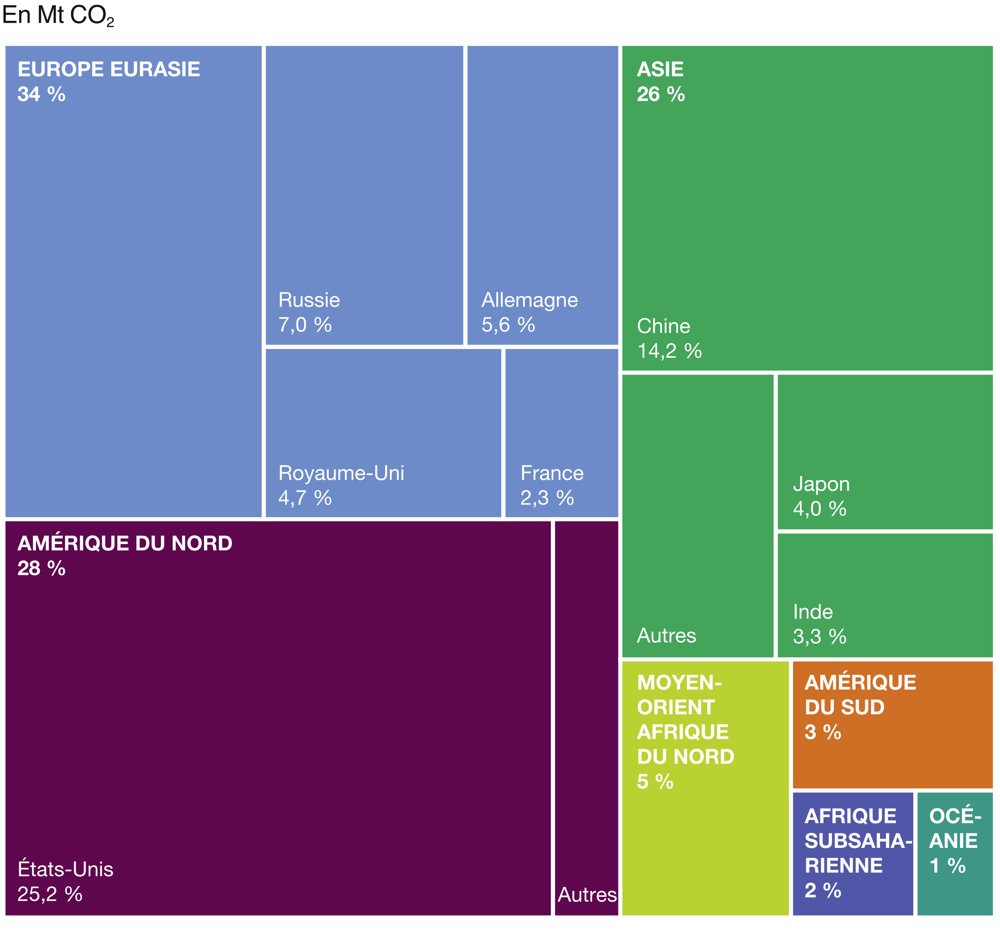 En Mt CO₂
EUROPE EURASIE
34 %
Russie
7,0 %
Allemagne
5,6 %
Royaume-Uni
4,7 %
France
2,3 %
ASIE
26 %
Chine
14,2 %
Autres
Japon
4,0 %
Inde
3,3 %
AMÉRIQUE DU NORD
28 %
États-Unis
25,2 %
Autres
MOYEN-
ORIENT
AFRIQUE
DU NORD
5 %
AMÉRIQUE
DU SUD
3 %
AFRIQUE
SUBSAHA-
RIENNE
2 %
OCÉ-
ANIE
1 %